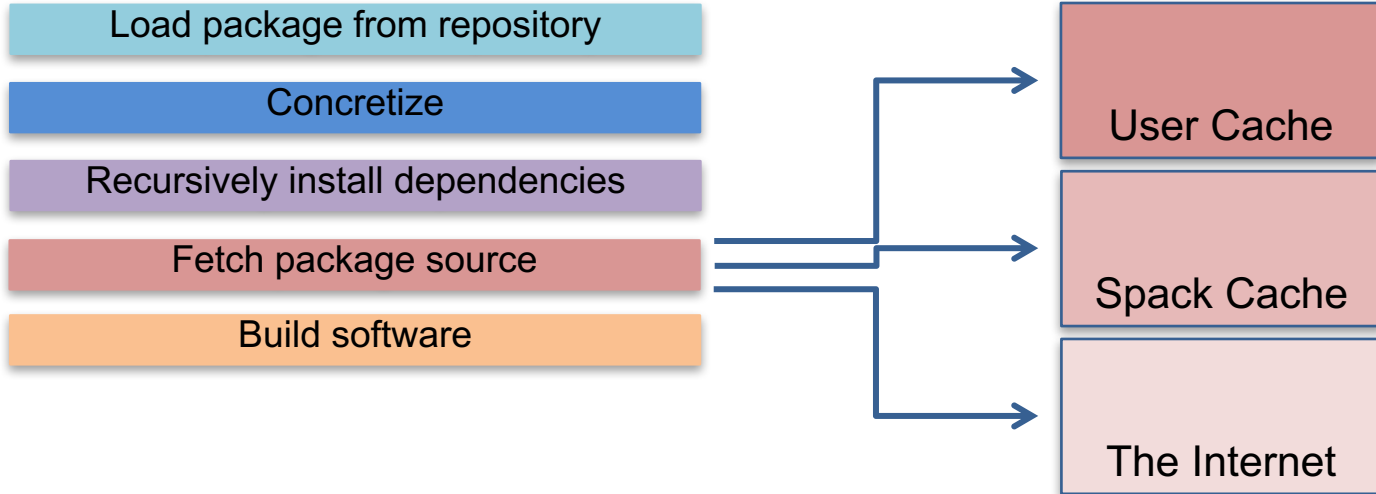 Load package from repository
Concretize
Recursively install dependencies
Fetch package source
Build software
User Cache
Spack Cache
The Internet